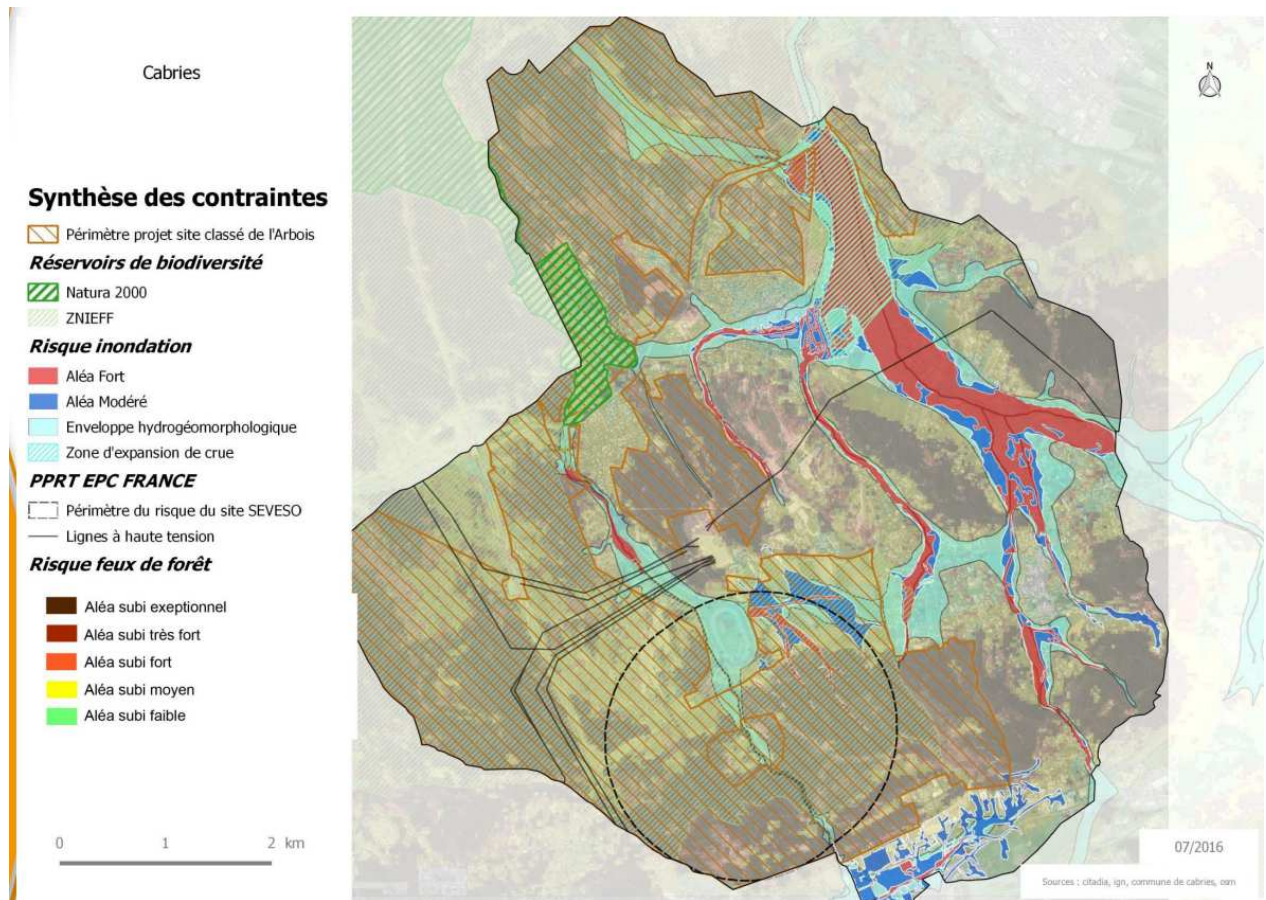 Cabries
N
Synthèse des contraintes
Périmètre projet site classé de l'Arbois
Réservoirs de biodiversité
Natura 2000
ZNIEFF
Risque inondation
Aléa Fort
Aléa Modéré
Enveloppe hydrogéomorphologique
Zone d'expansion de crue
PPRT EPC FRANCE
Périmètre du risque du site SEVESO
Lignes à haute tension
Risque feux de forêt
Aléa subi exeptionnel
Aléa subi très fort
Aléa subi fort
Aléa subi moyen
Aléa subi faible
0 1 2 km
07/2016
Sources : citadia, ign, commune de cabries, osm